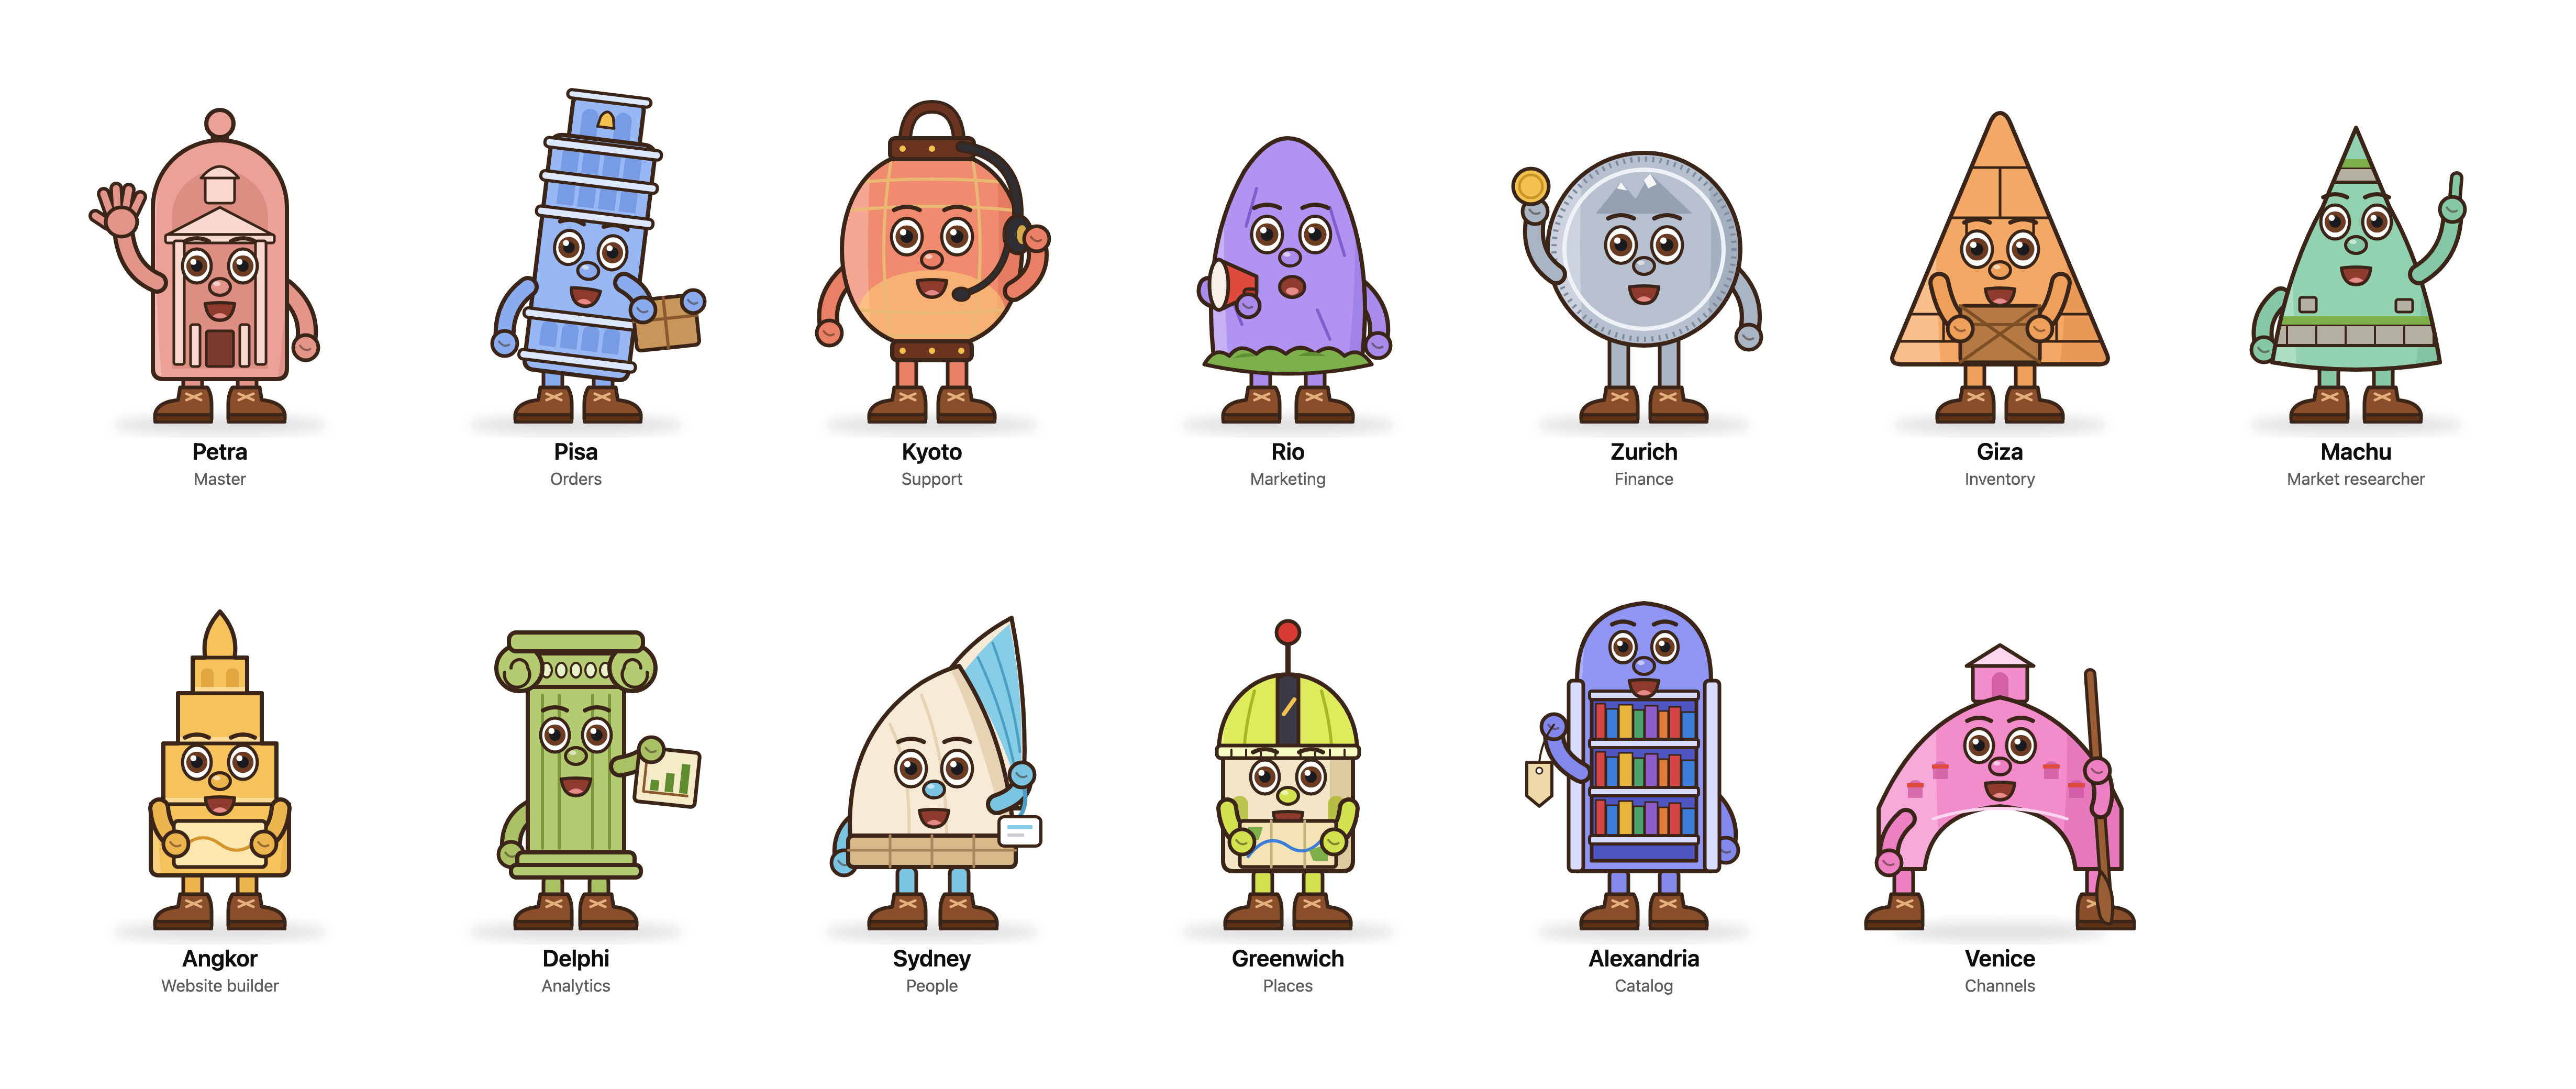 Petra
Master
Pisa
Orders
Kyoto
Support
Rio
Marketing
Zurich
Finance
Giza
Inventory
Machu
Market researcher
Angkor
Website builder
Delphi
Analytics
Sydney
People
Greenwich
Places
Alexandria
Catalog
Venice
Channels